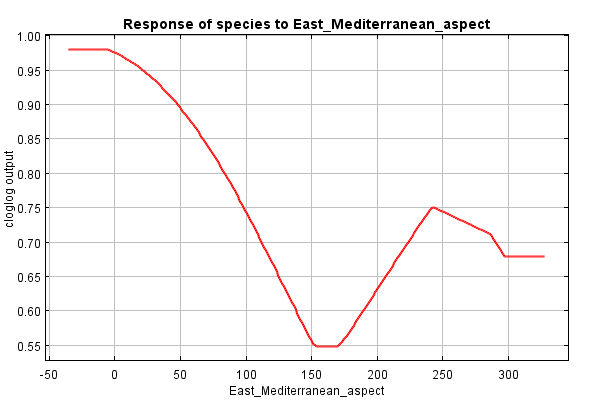 Response of species to East_Mediterranean_aspect
cloglog output
1.00
0.95
0.90
0.85
0.80
0.75
0.70
0.65
0.60
0.55
-50 0 50 100 150 200 250 300
East_Mediterranean_aspect